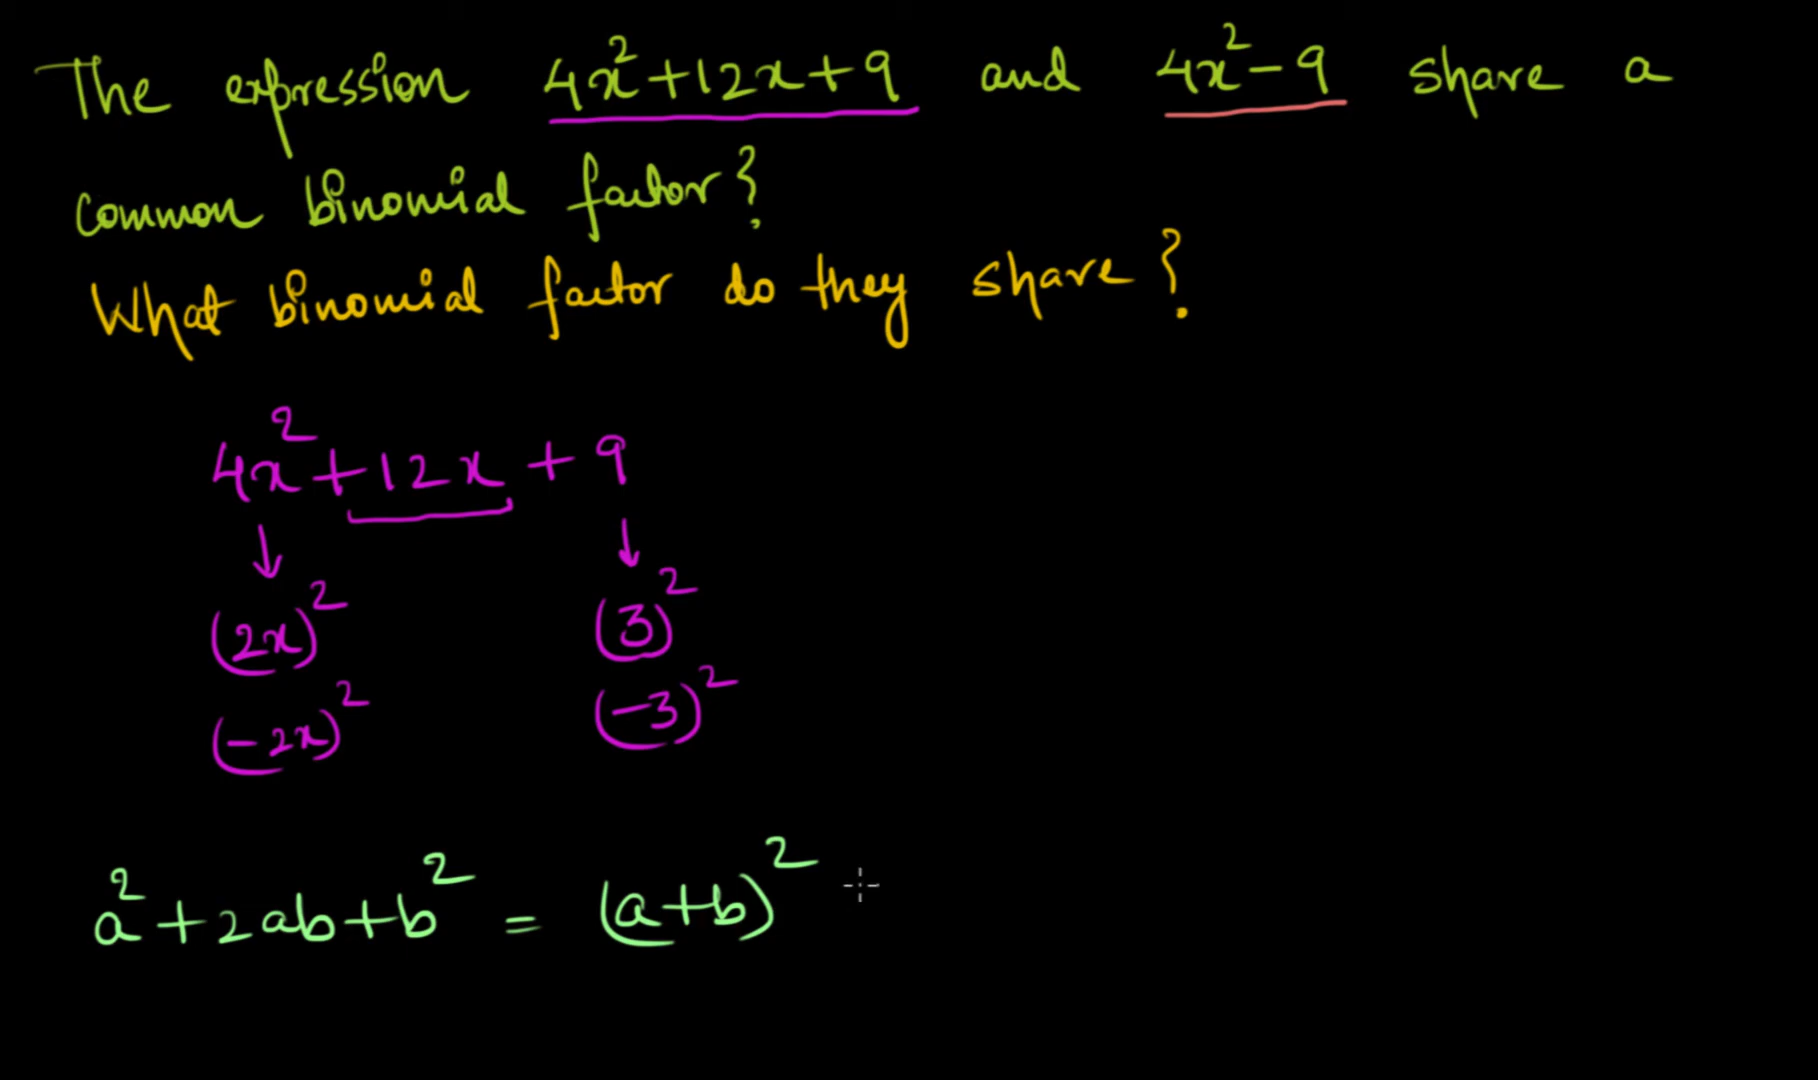 The expression 4x²+12x+9 and 4x²-9 share a
common binomial factor?
What binomial factor do they share?
4x²+12x+9
↓ ↓
(2x)² (3)²
(-2x)² (-3)²
a²+2ab+b² = (a+b)²